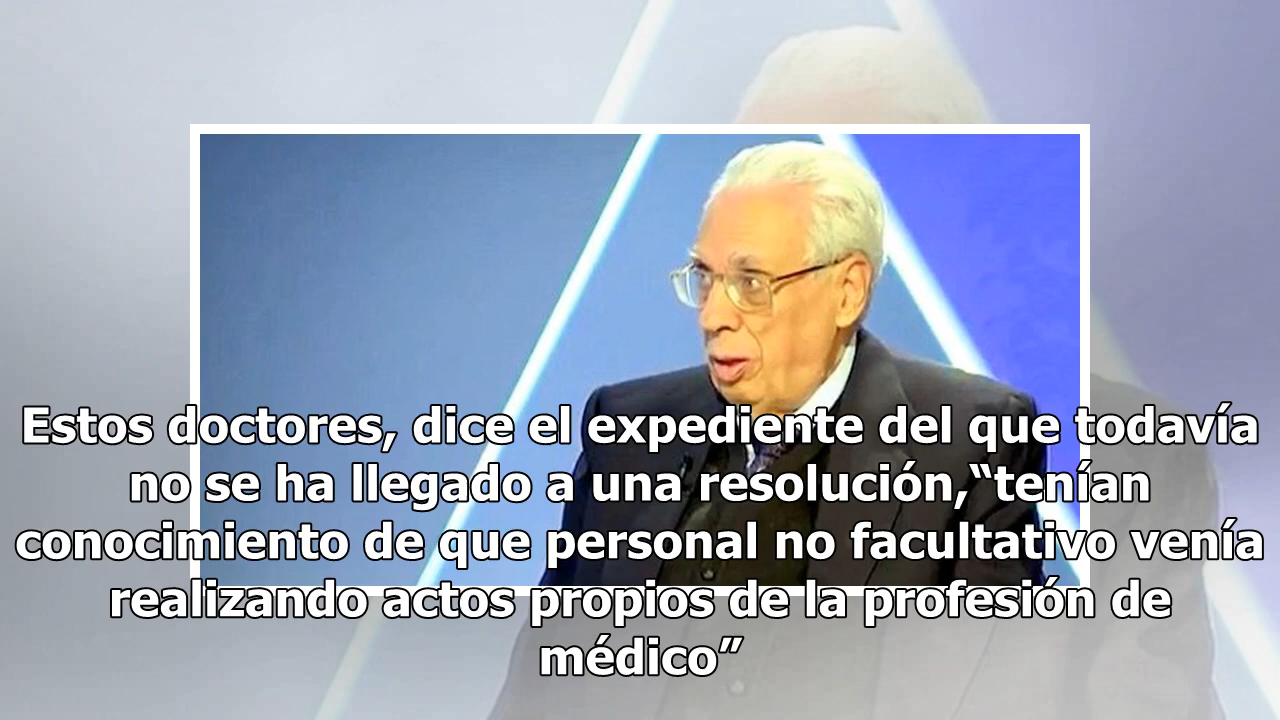 Estos doctores, dice el expediente del que todavía
no se ha llegado a una resolución,“tenían
conocimiento de que personal no facultativo venía
realizando actos propios de la profesión de
médico”